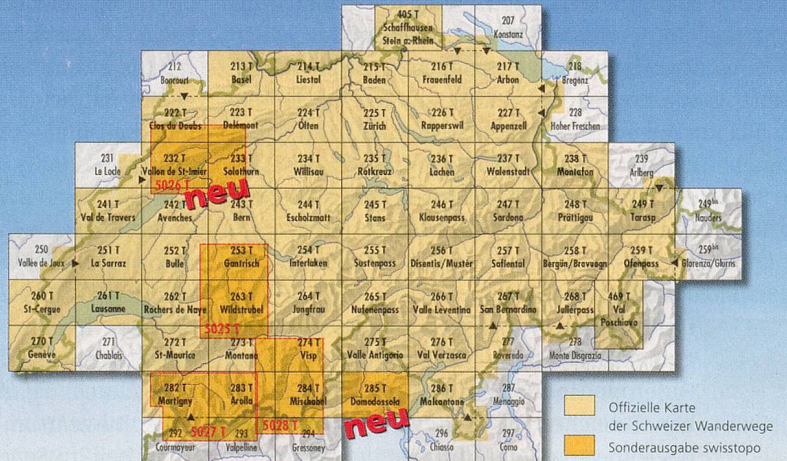 405 T
Schaffhausen
Stein a. Rhein
207
Konstanz
212
Boncourt
213 T
Basel
214 T
Liestal
215 T
Baden
216 T
Frauenfeld
217 T
Arbon
218
Bregenz
222 T
Clos du Doubs
223 T
Delémont
224 T
Olten
225 T
Zürich
226 T
Rapperswil
227 T
Appenzell
228
Hoher Freschen
231
Le Locle
232 T
Vallon de St-Imier
233 T
Solothurn
234 T
Willisau
235 T
Rotkreuz
236 T
Lachen
237 T
Walenstadt
238 T
Montafon
239
Arlberg
5026 T
neu
241 T
Val de Travers
242 T
Avenches
243 T
Bern
244 T
Escholzmatt
245 T
Stans
246 T
Klausenpass
247 T
Sardona
248 T
Prättigau
249 T
Tarasp
249 bis
Nauders
250
Vallée de Joux
251 T
La Sarraz
252 T
Bulle
253 T
Gantrisch
254 T
Interlaken
255 T
Sustenpass
256 T
Disentis/Mustér
257 T
Safiental
258 T
Bergün/Bravuogn
259 T
Ofenpass
259 bis
Glorenza/Glurns
260 T
St-Cergue
261 T
Lausanne
262 T
Rochers de Naye
263 T
Wildstrubel
264 T
Jungfrau
265 T
Nufenenpass
266 T
Valle Leventina
267 T
San Bernardino
268 T
Julierpass
469 T
Val
Poschiavo
5025 T
270 T
Genève
271
Chablais
272 T
St-Maurice
273 T
Montana
274 T
Visp
275 T
Valle Antigorio
276 T
Val Verzasca
277
Roveredo
278
Monte Disgrazia
282 T
Martigny
283 T
Arolla
284 T
Mischabel
285 T
Domodossola
286 T
Malcantone
287
Menaggio
neu
292
Courmayeur
5027 T
293
Valpelline
5028 T
294
Gressoney
296
Chiasso
297
Como
Offizielle Karte
der Schweizer Wanderwege
Sonderausgabe swisstopo